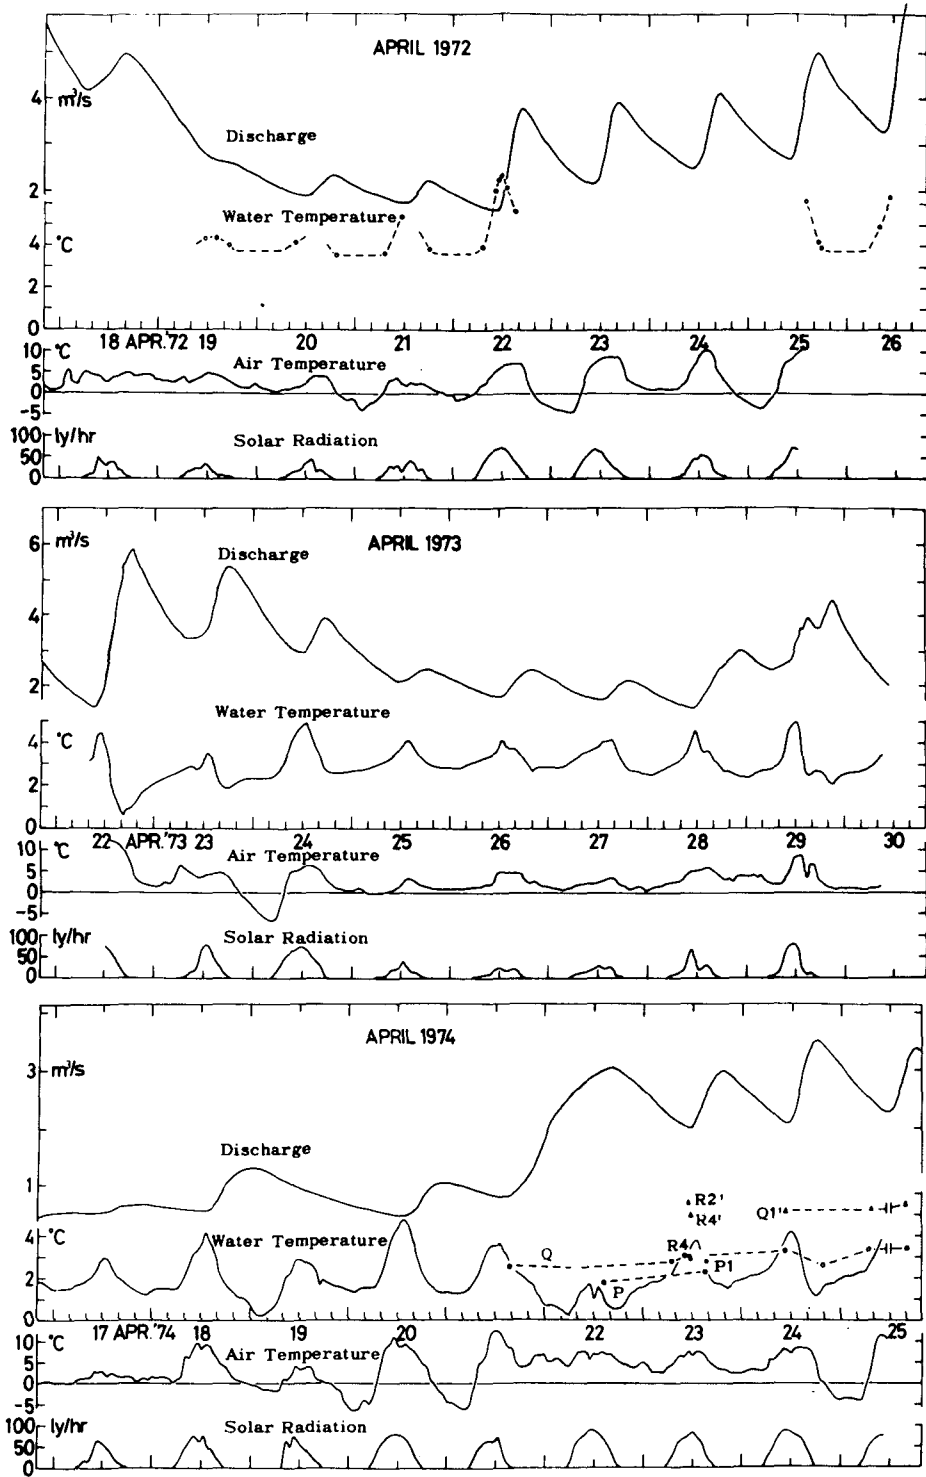 APRIL 1972
4
m³/s
Discharge
2
Water Temperature
4 °C
2
0
18 APR.'72 19 20 21 22 23 24 25 26
10 °C
Air Temperature
5
0
-5
100 ly/hr
Solar Radiation
50
0
6 m³/s
APRIL 1973
Discharge
4
2
Water Temperature
°C
4
2
0
22 APR.'73 23 24 25 26 27 28 29 30
10 °C
Air Temperature
5
0
-5
100 ly/hr
Solar Radiation
50
0
APRIL 1974
3 m³/s
Discharge
1
R2'
R4'
Q1'
°C
4
Water Temperature
Q
R4
P1
2
P
0
17 APR.'74 18 19 20 22 23 24 25
10 °C
Air Temperature
5
0
-5
100 ly/hr
Solar Radiation
50
0